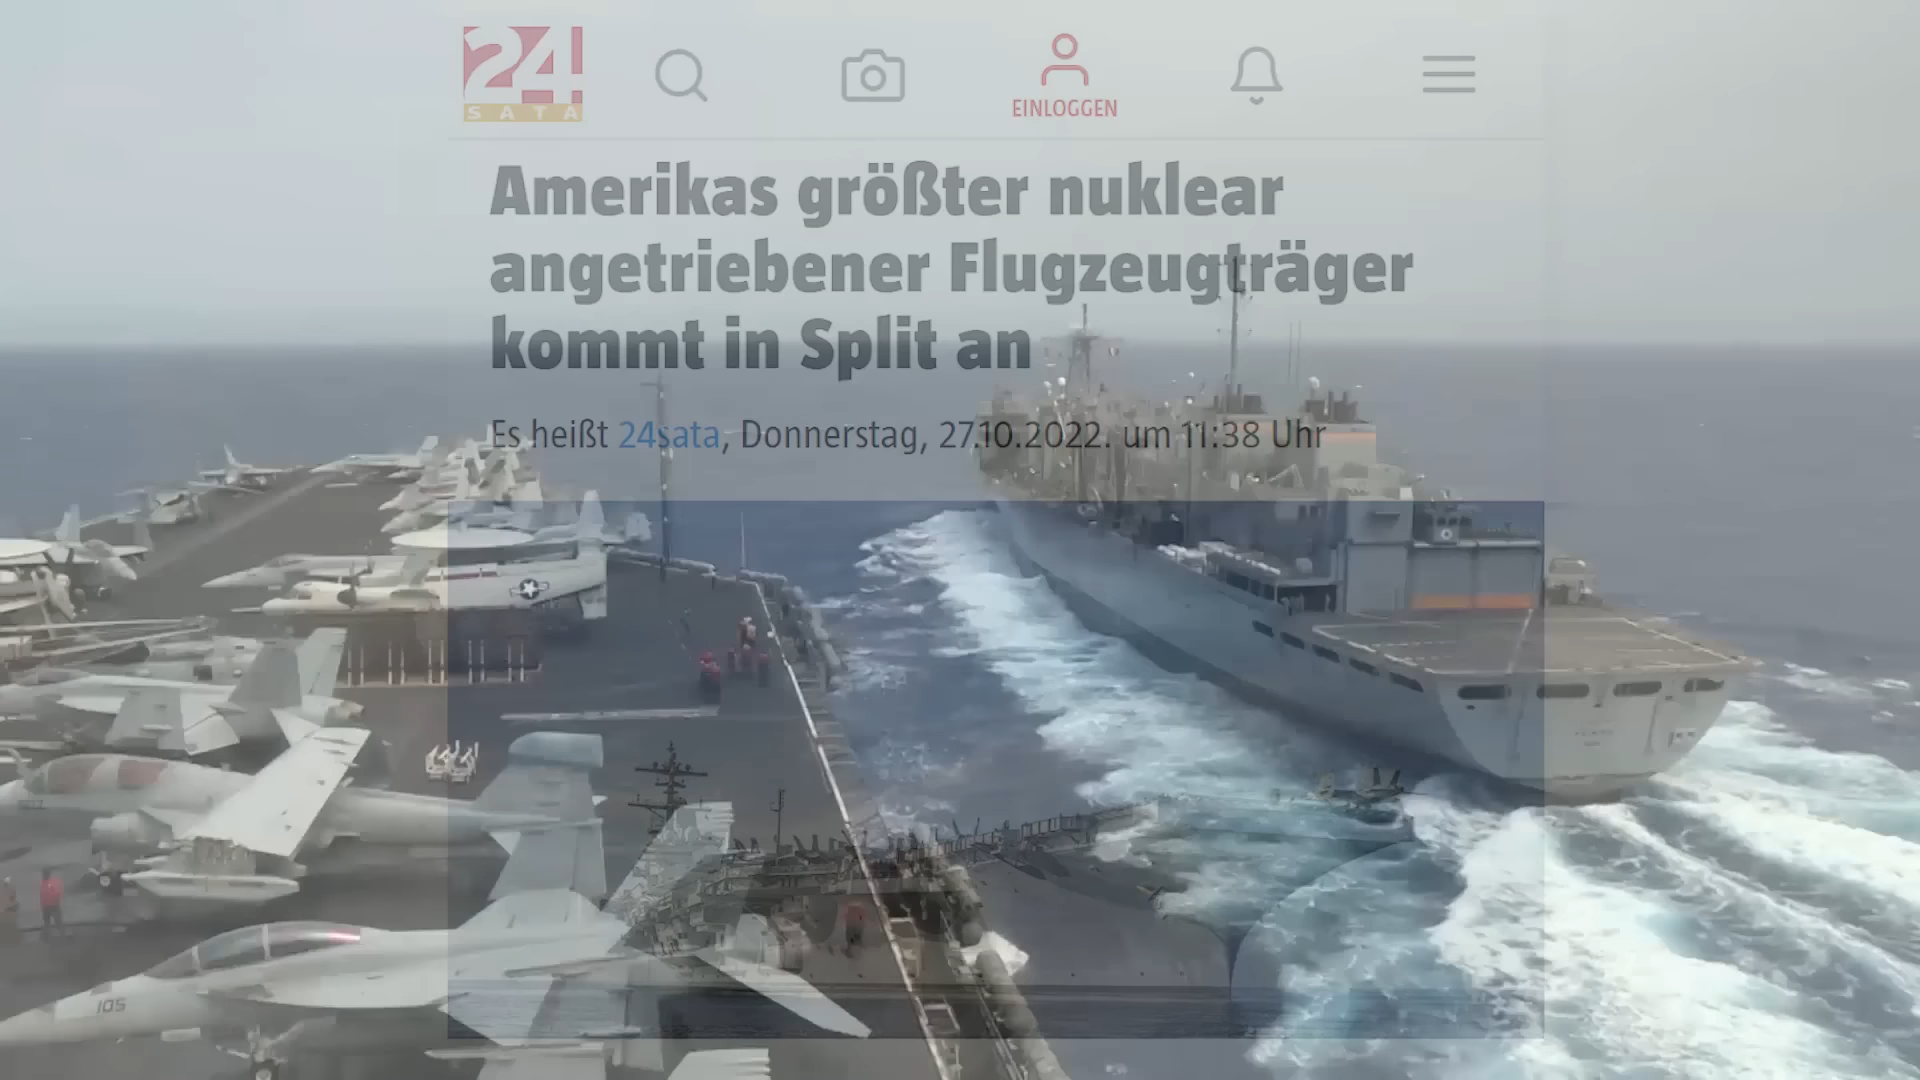 24
SATA
EINLOGGEN
Amerikas größter nuklear
angetriebener Flugzeugträger
kommt in Split an
Es heißt 24sata, Donnerstag, 27.10.2022. um 11:38 Uhr
105